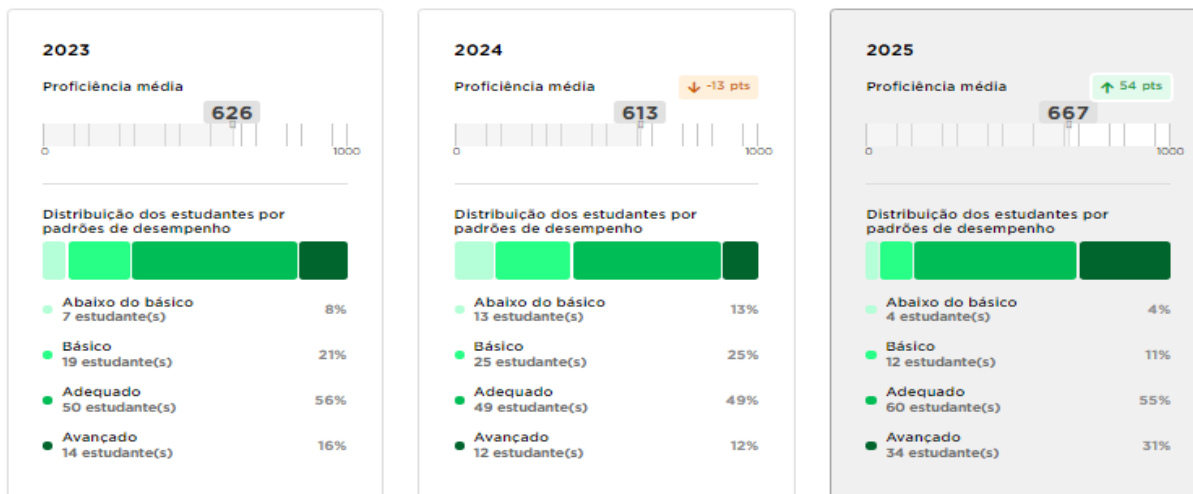 2023
Proficiência média
626
0
1000
Distribuição dos estudantes por
padrões de desempenho
Abaixo do básico
7 estudante(s)
8%
Básico
19 estudante(s)
21%
Adequado
50 estudante(s)
56%
Avançado
14 estudante(s)
16%
2024
Proficiência média
↓ -13 pts
613
0
1000
Distribuição dos estudantes por
padrões de desempenho
Abaixo do básico
13 estudante(s)
13%
Básico
25 estudante(s)
25%
Adequado
49 estudante(s)
49%
Avançado
12 estudante(s)
12%
2025
Proficiência média
↑ 54 pts
667
0
1000
Distribuição dos estudantes por
padrões de desempenho
Abaixo do básico
4 estudante(s)
4%
Básico
12 estudante(s)
11%
Adequado
60 estudante(s)
55%
Avançado
34 estudante(s)
31%